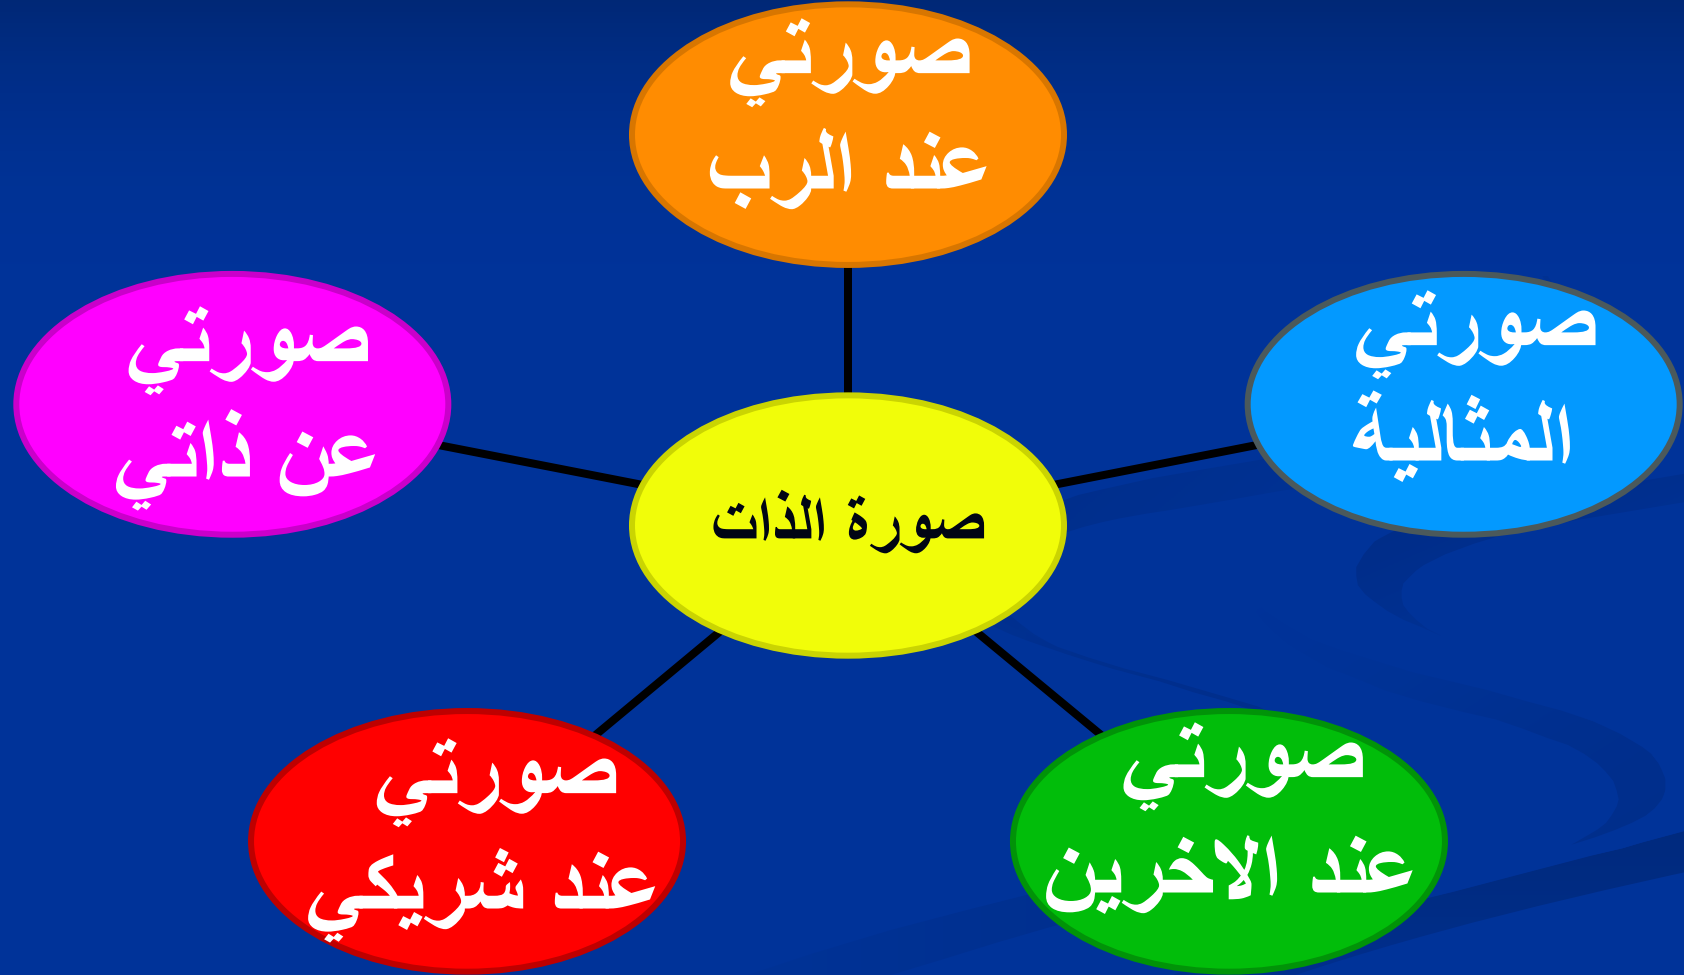 صورتي
عند الرب
صورتي
المثالية
صورتي
عن ذاتي
صورة الذات
صورتي
عند الاخرين
صورتي
عند شريكي